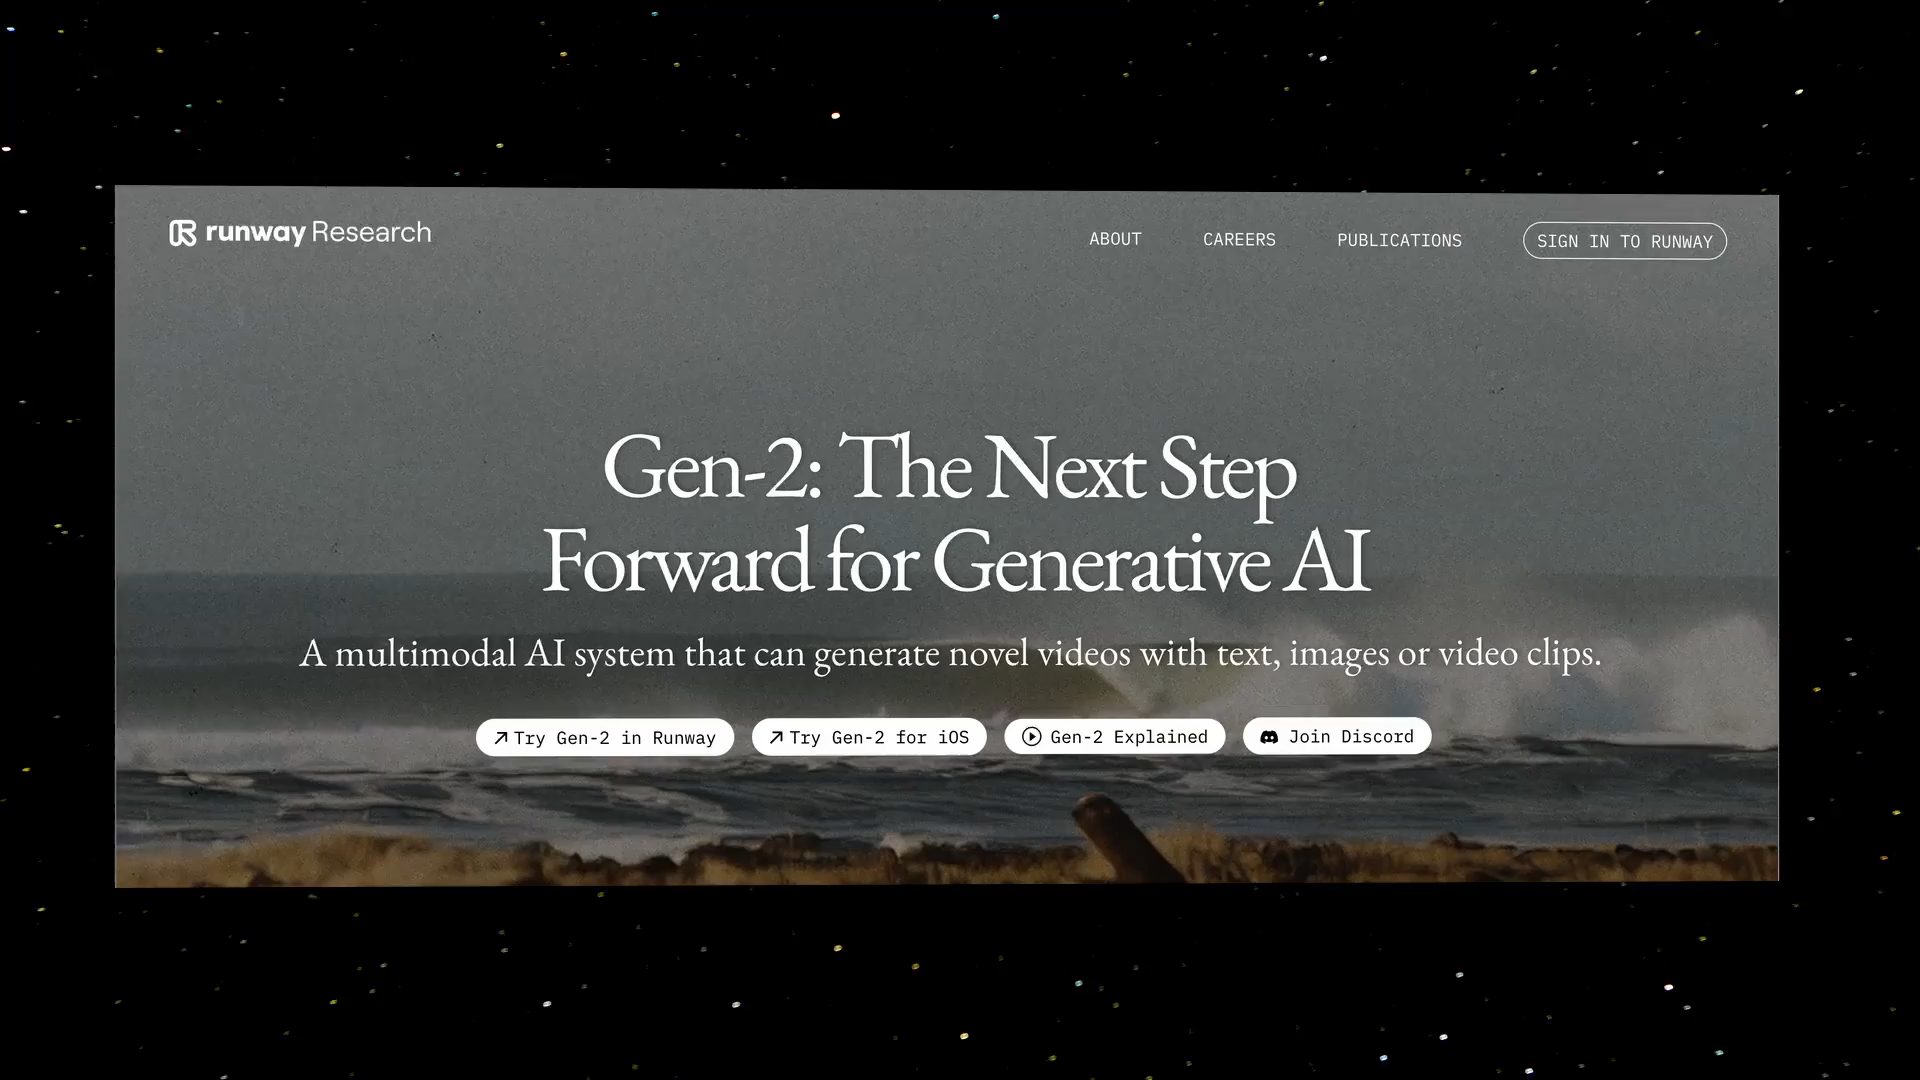 runway Research
ABOUT CAREERS PUBLICATIONS SIGN IN TO RUNWAY
Gen-2: The Next Step
Forward for Generative AI
A multimodal AI system that can generate novel videos with text, images or video clips.
Try Gen-2 in Runway Try Gen-2 for iOS Gen-2 Explained Join Discord